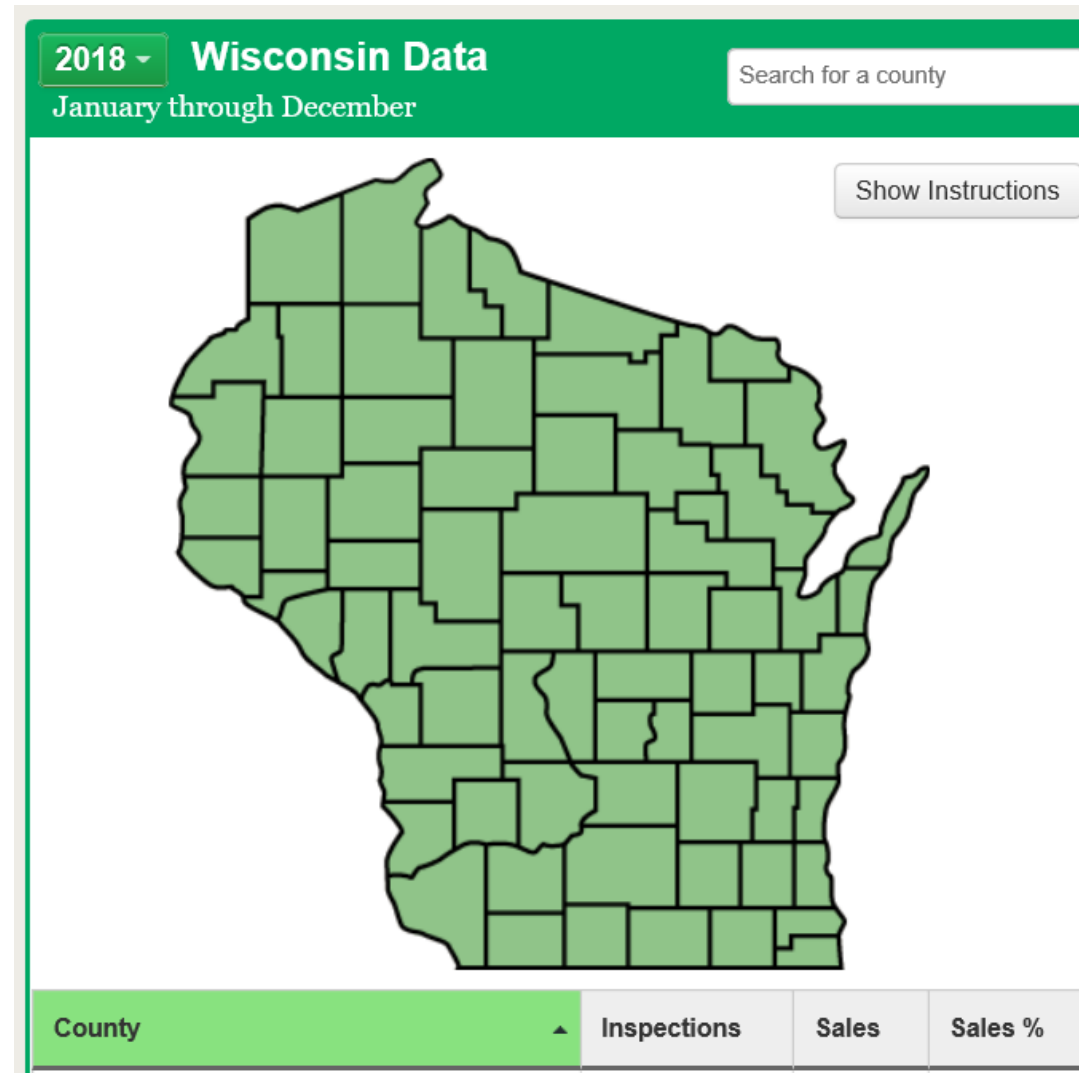 2018 Wisconsin Data
January through December
Search for a county
Show Instructions
County Inspections Sales Sales %